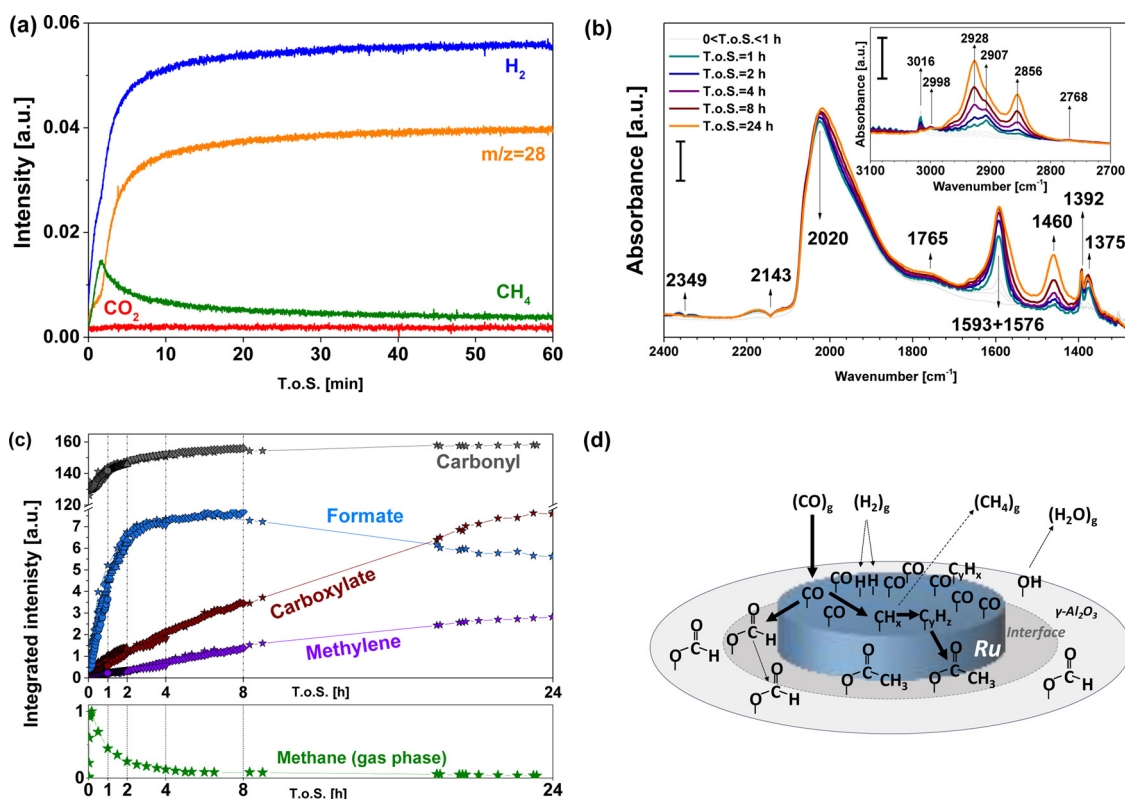 (a)
0.06
0.04
0.02
0.00
Intensity [a.u.]
H2
m/z=28
CH4
CO2
0 10 20 30 40 50 60
T.o.S. [min]
(b)
0<T.o.S.<1 h
T.o.S.=1 h
T.o.S.=2 h
T.o.S.=4 h
T.o.S.=8 h
T.o.S.=24 h
Absorbance [a.u.]
2928
2907
3016
2998
2856
2768
Absorbance [a.u.]
3100 3000 2900 2800 2700
Wavenumber [cm-1]
2349
2143
2020
1765
1593+1576
1460
1392
1375
2400 2200 2000 1800 1600 1400
Wavenumber [cm-1]
(c)
160
140
120
7
6
5
4
3
2
1
0
Integrated intenisty [a.u.]
Carbonyl
Formate
Carboxylate
Methylene
0 1 2 4 8 24
T.o.S. [h]
1
0
Methane (gas phase)
0 1 2 4 8 24
T.o.S. [h]
(d)
(CO)g
(H2)g
(CH4)g
(H2O)g
CO CO HH CO CO CO CyHx
CO CO CO
CHx CyHz
OH
γ-Al2O3
Interface
Ru
O C O H
O C O H
O C O H
O C O CH3
O C O CH3
O C O H